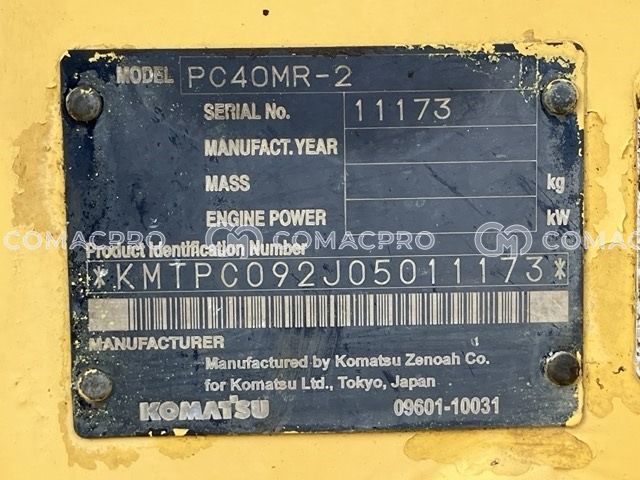 MODEL PC40MR-2
SERIAL No. 11173
MANUFACT.YEAR
MASS kg
ENGINE POWER kW
COMACPRO COMACPRO COMACPRO
Product Identification Number
*KMTPC092J05011173*
MANUFACTURER
Manufactured by Komatsu Zenoah Co.
for Komatsu Ltd., Tokyo, Japan
KOMATSU 09601-10031